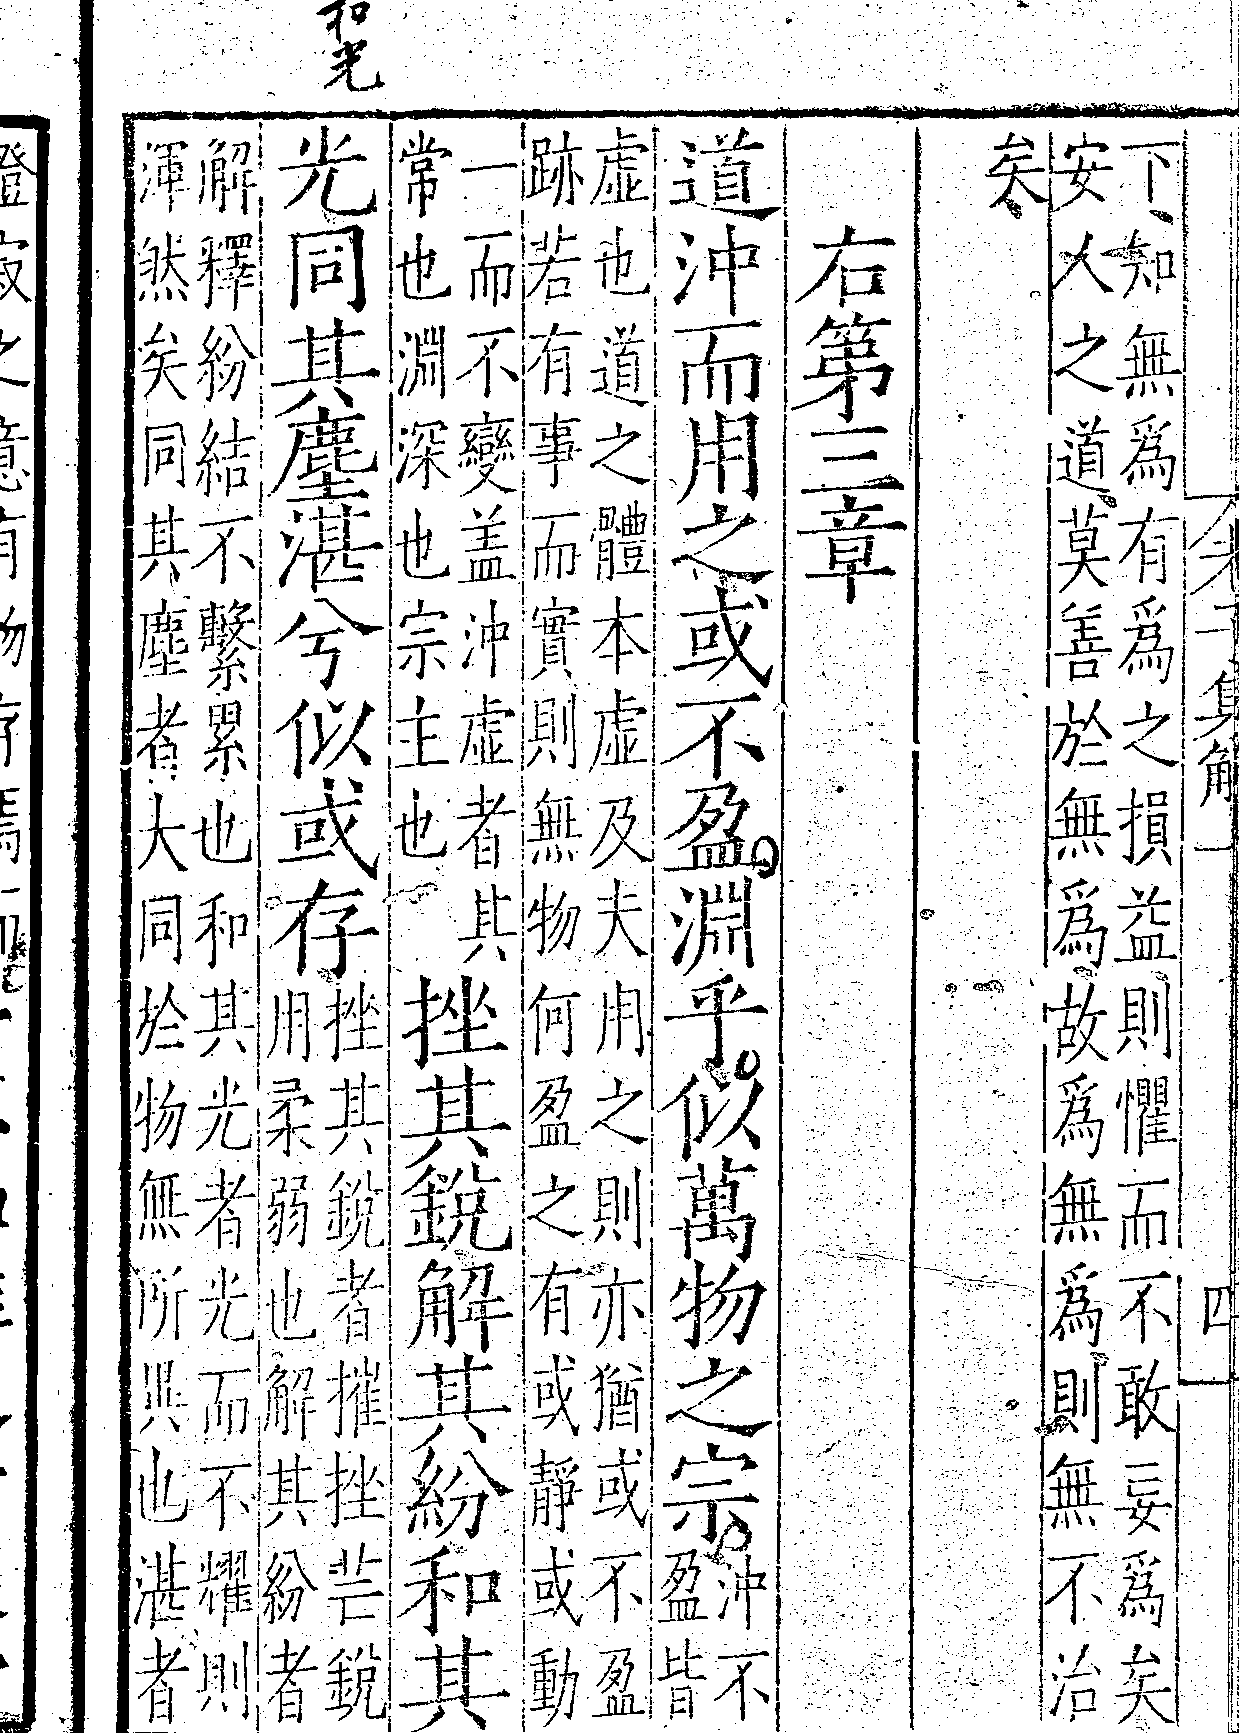 老子集解一
四
下知無爲有爲之損益則懼而不敢妄爲矣
安人之道莫善於無爲故爲無爲則無不治
矣
右第三章
道沖而用之或不盈淵乎似萬物之宗
沖不
盈皆
虛也道之體本虛及夫用之則亦猶或不盈
跡若有事而實則無物何盈之有或靜或動
一而不變盖沖虛者其
常也淵深也宗主也
挫其銳解其紛和其
光同其塵湛兮似或存
挫其銳者摧挫芒銳
用柔弱也解其紛者
解釋紛結不繫累也和其光者光而不耀則
渾然矣同其塵者大同於物無所異也湛者
和光
澄寂之意有物存焉